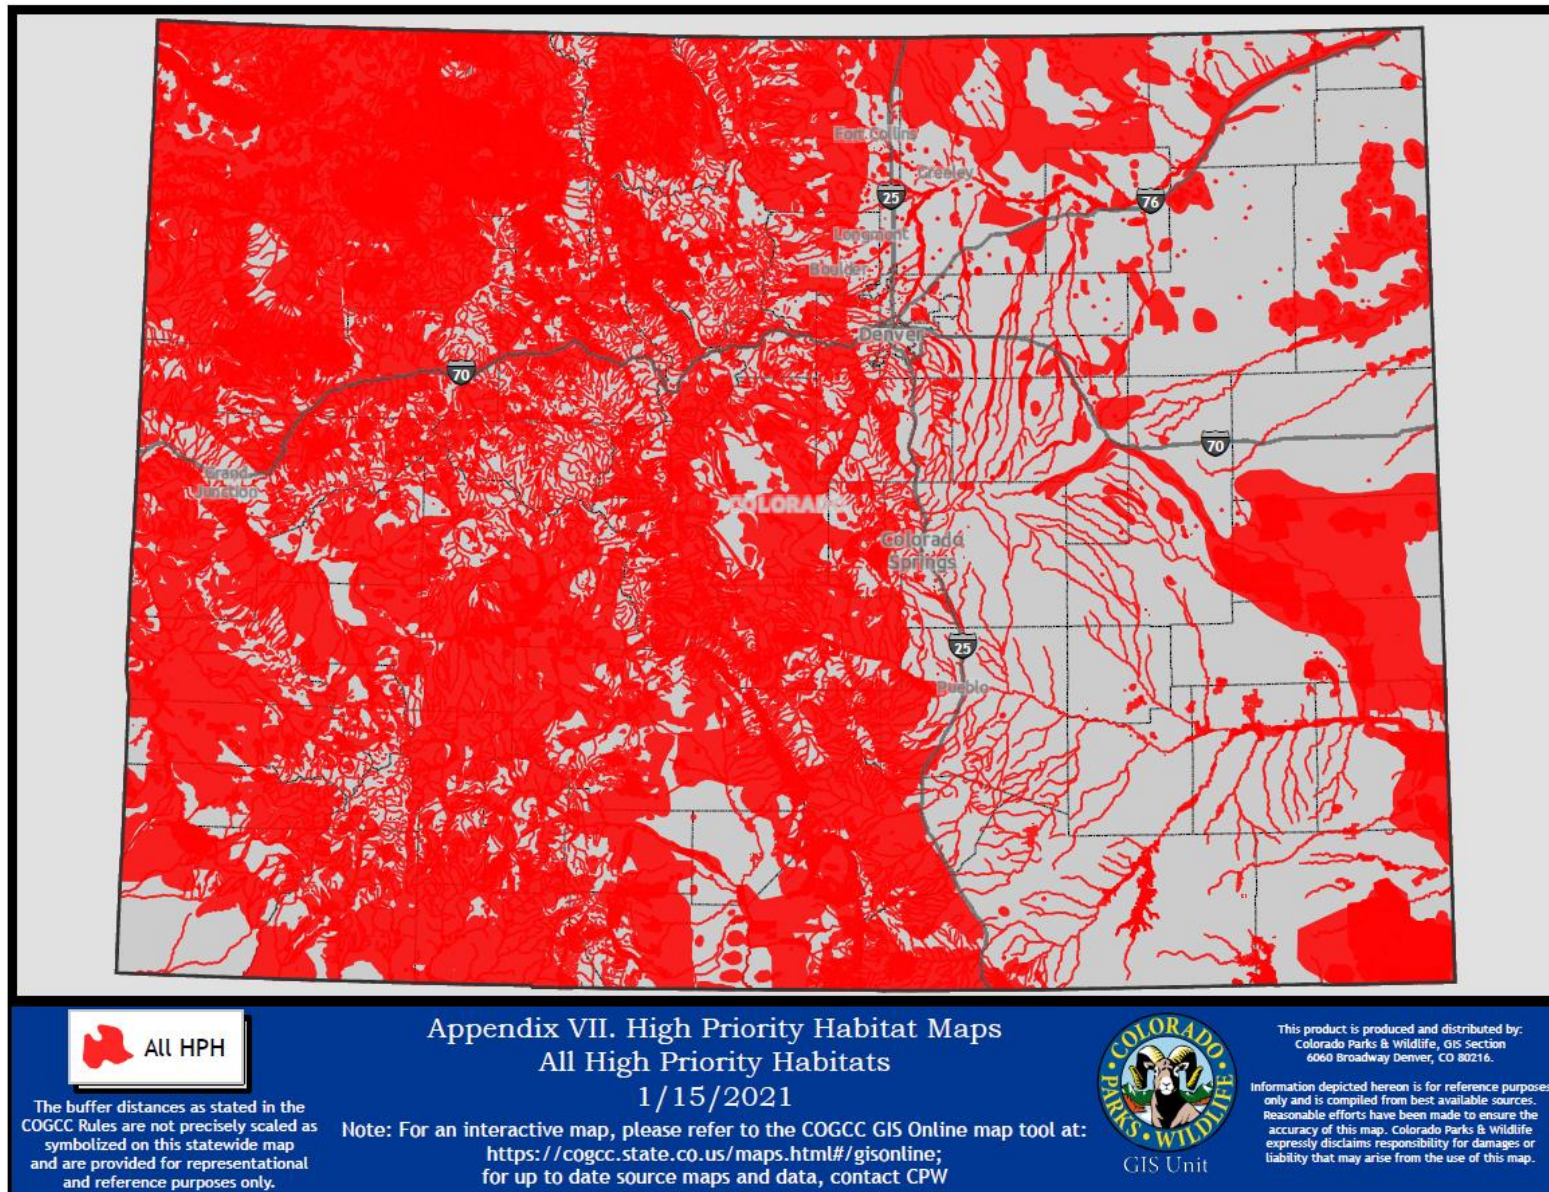 Fort Collins
Greeley
25
76
Longmont
Boulder
Denver
70
70
Grand
Junction
COLORADO
Colorado
Springs
25
Pueblo
All HPH
The buffer distances as stated in the
COGCC Rules are not precisely scaled as
symbolized on this statewide map
and are provided for representational
and reference purposes only.
Appendix VII. High Priority Habitat Maps
All High Priority Habitats
1/15/2021
Note: For an interactive map, please refer to the COGCC GIS Online map tool at:
https://cogcc.state.co.us/maps.html#/gisonline;
for up to date source maps and data, contact CPW
COLORADO
PARKS & WILDLIFE
GIS Unit
This product is produced and distributed by:
Colorado Parks & Wildlife, GIS Section
6060 Broadway Denver, CO 80216.
Information depicted hereon is for reference purposes
only and is compiled from best available sources.
Reasonable efforts have been made to ensure the
accuracy of this map. Colorado Parks & Wildlife
expressly disclaims responsibility for damages or
liability that may arise from the use of this map.